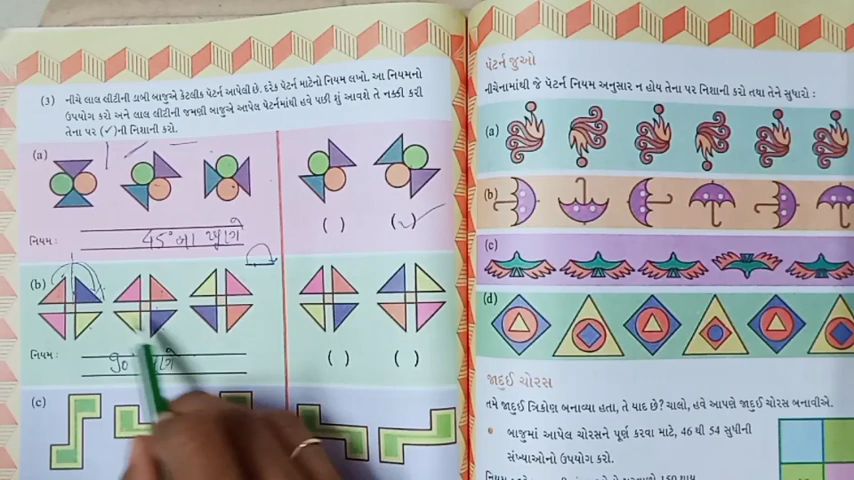 (3) નીચે લાલ લીટીની ડાબી બાજુએ કેટલીક પૅટર્ન આપેલી છે. દરેક પૅટર્ન માટેનો નિયમ લખો. આ નિયમનો
ઉપયોગ કરો અને લાલ લીટીની જમણી બાજુએ આપેલ પૅટર્નમાંથી હવે પછી શું આવશે તે નક્કી કરી
તેના પર (✓)ની નિશાની કરો.
(a)
( ) (✓)
નિયમ: 45°ના ખૂણે
(b)
નિયમ: 90 ખૂણે
( ) ( )
(c)
પૅટર્ન જુઓ
નીચેનામાંથી જે પૅટર્ન નિયમ અનુસાર ન હોય તેના પર નિશાની કરો તથા તેને સુધારો :
(a)
(b)
(c)
(d)
જાદુઈ ચોરસ
તમે જાદુઈ ત્રિકોણ બનાવ્યા હતા, તે યાદ છે? ચાલો, હવે આપણે જાદુઈ ચોરસ બનાવીએ.
બાજુમાં આપેલ ચોરસને પૂર્ણ કરવા માટે, 46 થી 54 સુધીની
સંખ્યાઓનો ઉપયોગ કરો.